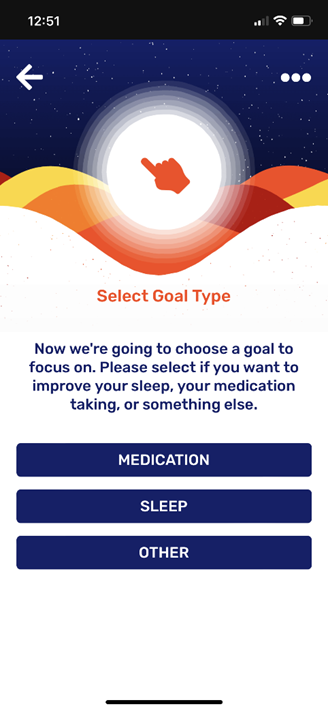 12:51
Select Goal Type
Now we're going to choose a goal to
focus on. Please select if you want to
improve your sleep, your medication
taking, or something else.
MEDICATION
SLEEP
OTHER